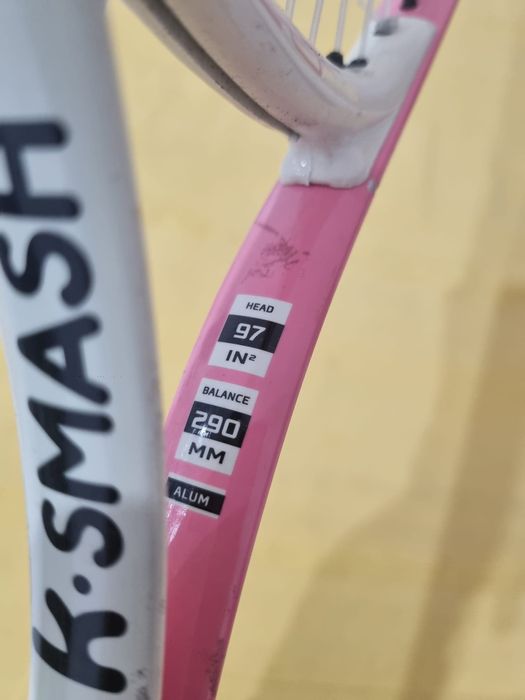 K·SMASH
HEAD
97
IN²
BALANCE
290
MM
ALUM